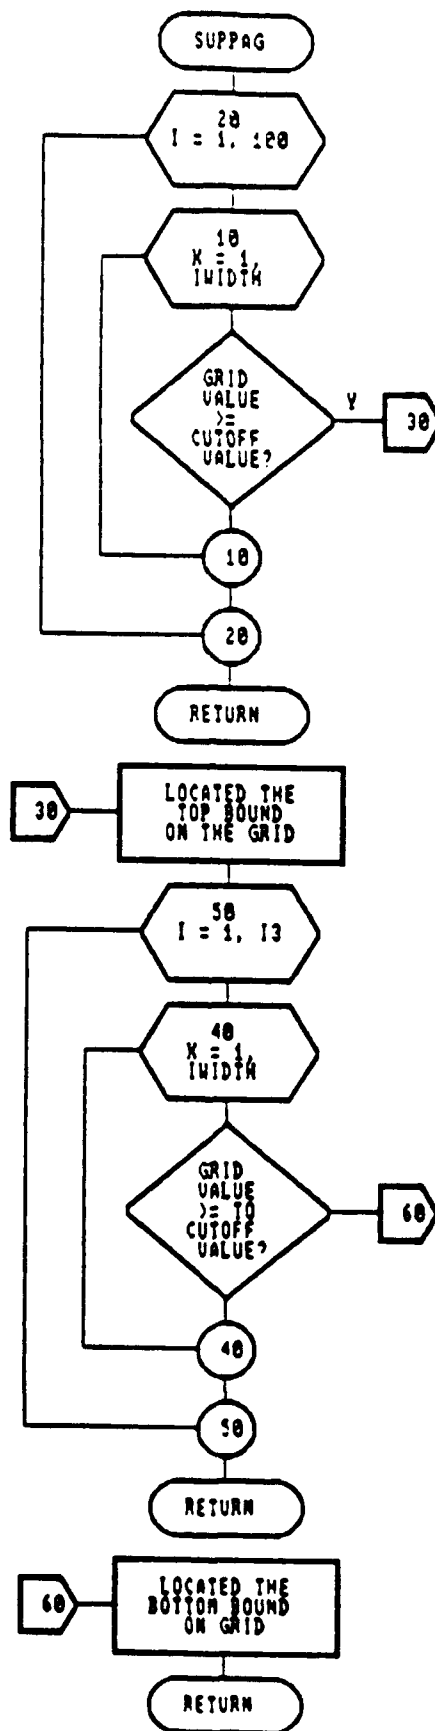 SUPPAG
20
I = 1, 100
10
K = 1,
IWIDTH
GRID
VALUE
>=
CUTOFF
VALUE?
Y
30
10
20
RETURN
30
LOCATED THE
TOP BOUND
ON THE GRID
50
I = 1, I3
40
K = 1,
IWIDTH
GRID
VALUE
>= TO
CUTOFF
VALUE?
60
40
50
RETURN
60
LOCATED THE
BOTTOM BOUND
ON GRID
RETURN